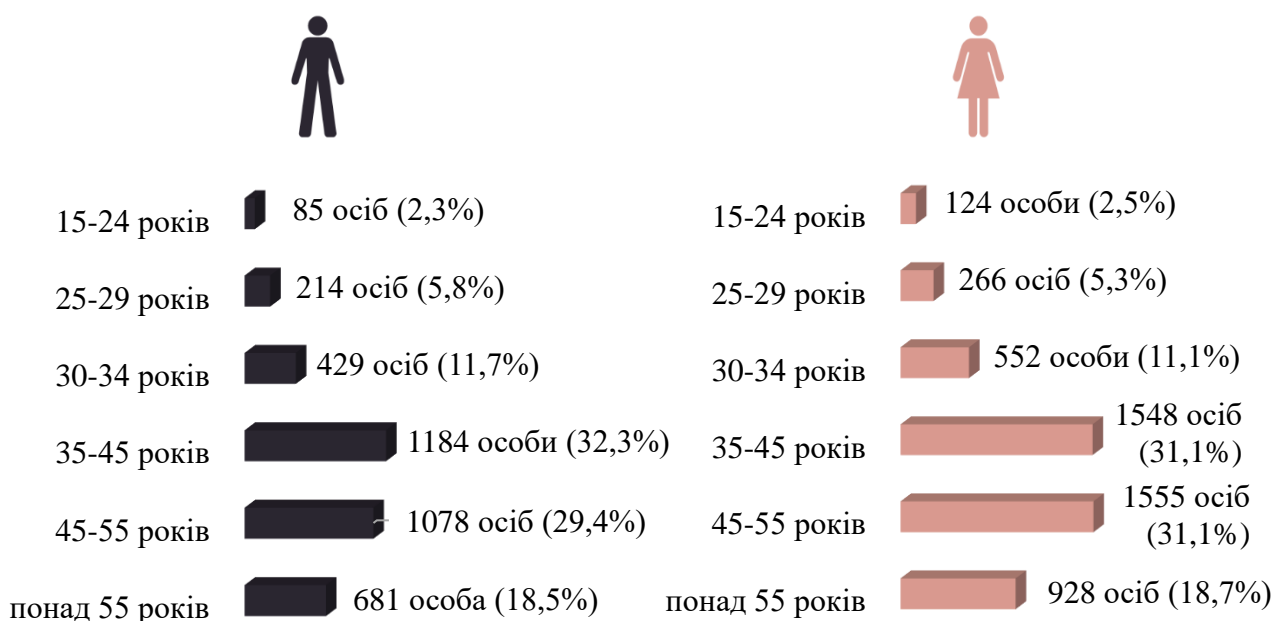 15-24 років
85 осіб (2,3%)
25-29 років
214 осіб (5,8%)
30-34 років
429 осіб (11,7%)
35-45 років
1184 особи (32,3%)
45-55 років
1078 осіб (29,4%)
понад 55 років
681 особа (18,5%)
15-24 років
124 особи (2,5%)
25-29 років
266 осіб (5,3%)
30-34 років
552 особи (11,1%)
35-45 років
1548 осіб
(31,1%)
45-55 років
1555 осіб
(31,1%)
понад 55 років
928 осіб (18,7%)